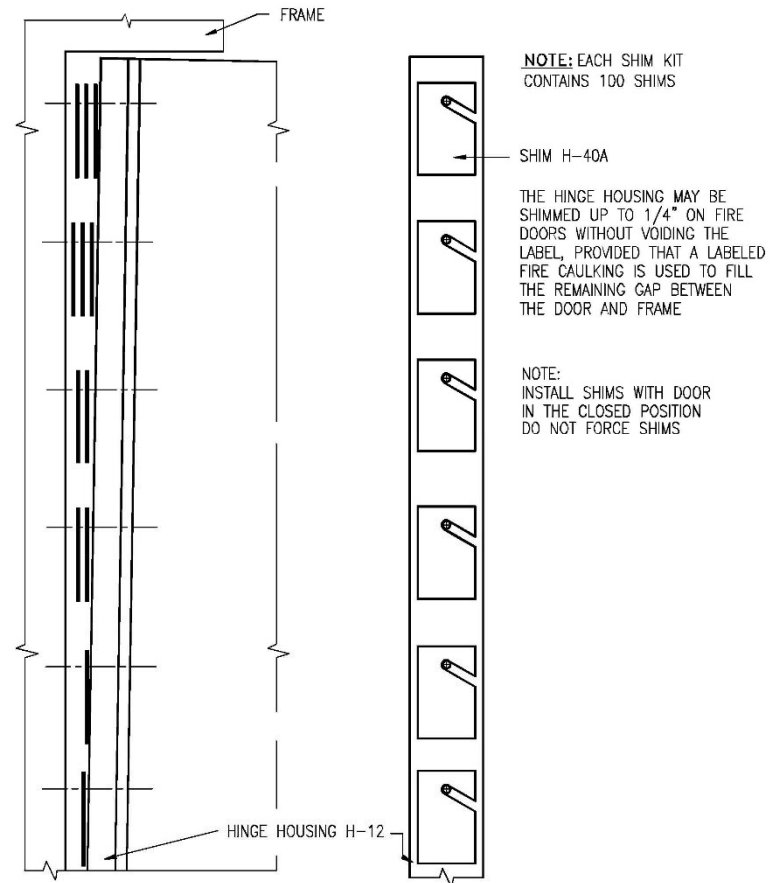 FRAME
NOTE: EACH SHIM KIT
CONTAINS 100 SHIMS
SHIM H-40A
THE HINGE HOUSING MAY BE
SHIMMED UP TO 1/4" ON FIRE
DOORS WITHOUT VOIDING THE
LABEL, PROVIDED THAT A LABELED
FIRE CAULKING IS USED TO FILL
THE REMAINING GAP BETWEEN
THE DOOR AND FRAME
NOTE:
INSTALL SHIMS WITH DOOR
IN THE CLOSED POSITION
DO NOT FORCE SHIMS
HINGE HOUSING H-12